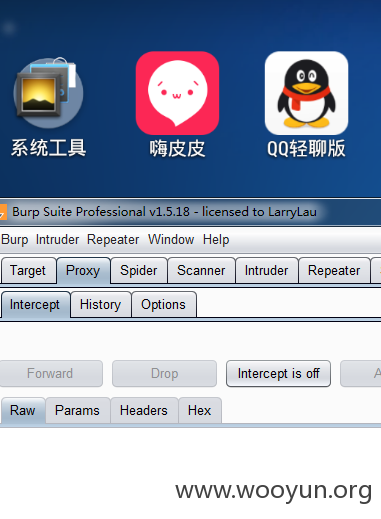 系统工具
嗨皮皮
QQ轻聊版
Burp Suite Professional v1.5.18 - licensed to LarryLau
Burp Intruder Repeater Window Help
Target Proxy Spider Scanner Intruder Repeater
Intercept History Options
Forward Drop Intercept is off A
Raw Params Headers Hex
www.wooyun.org